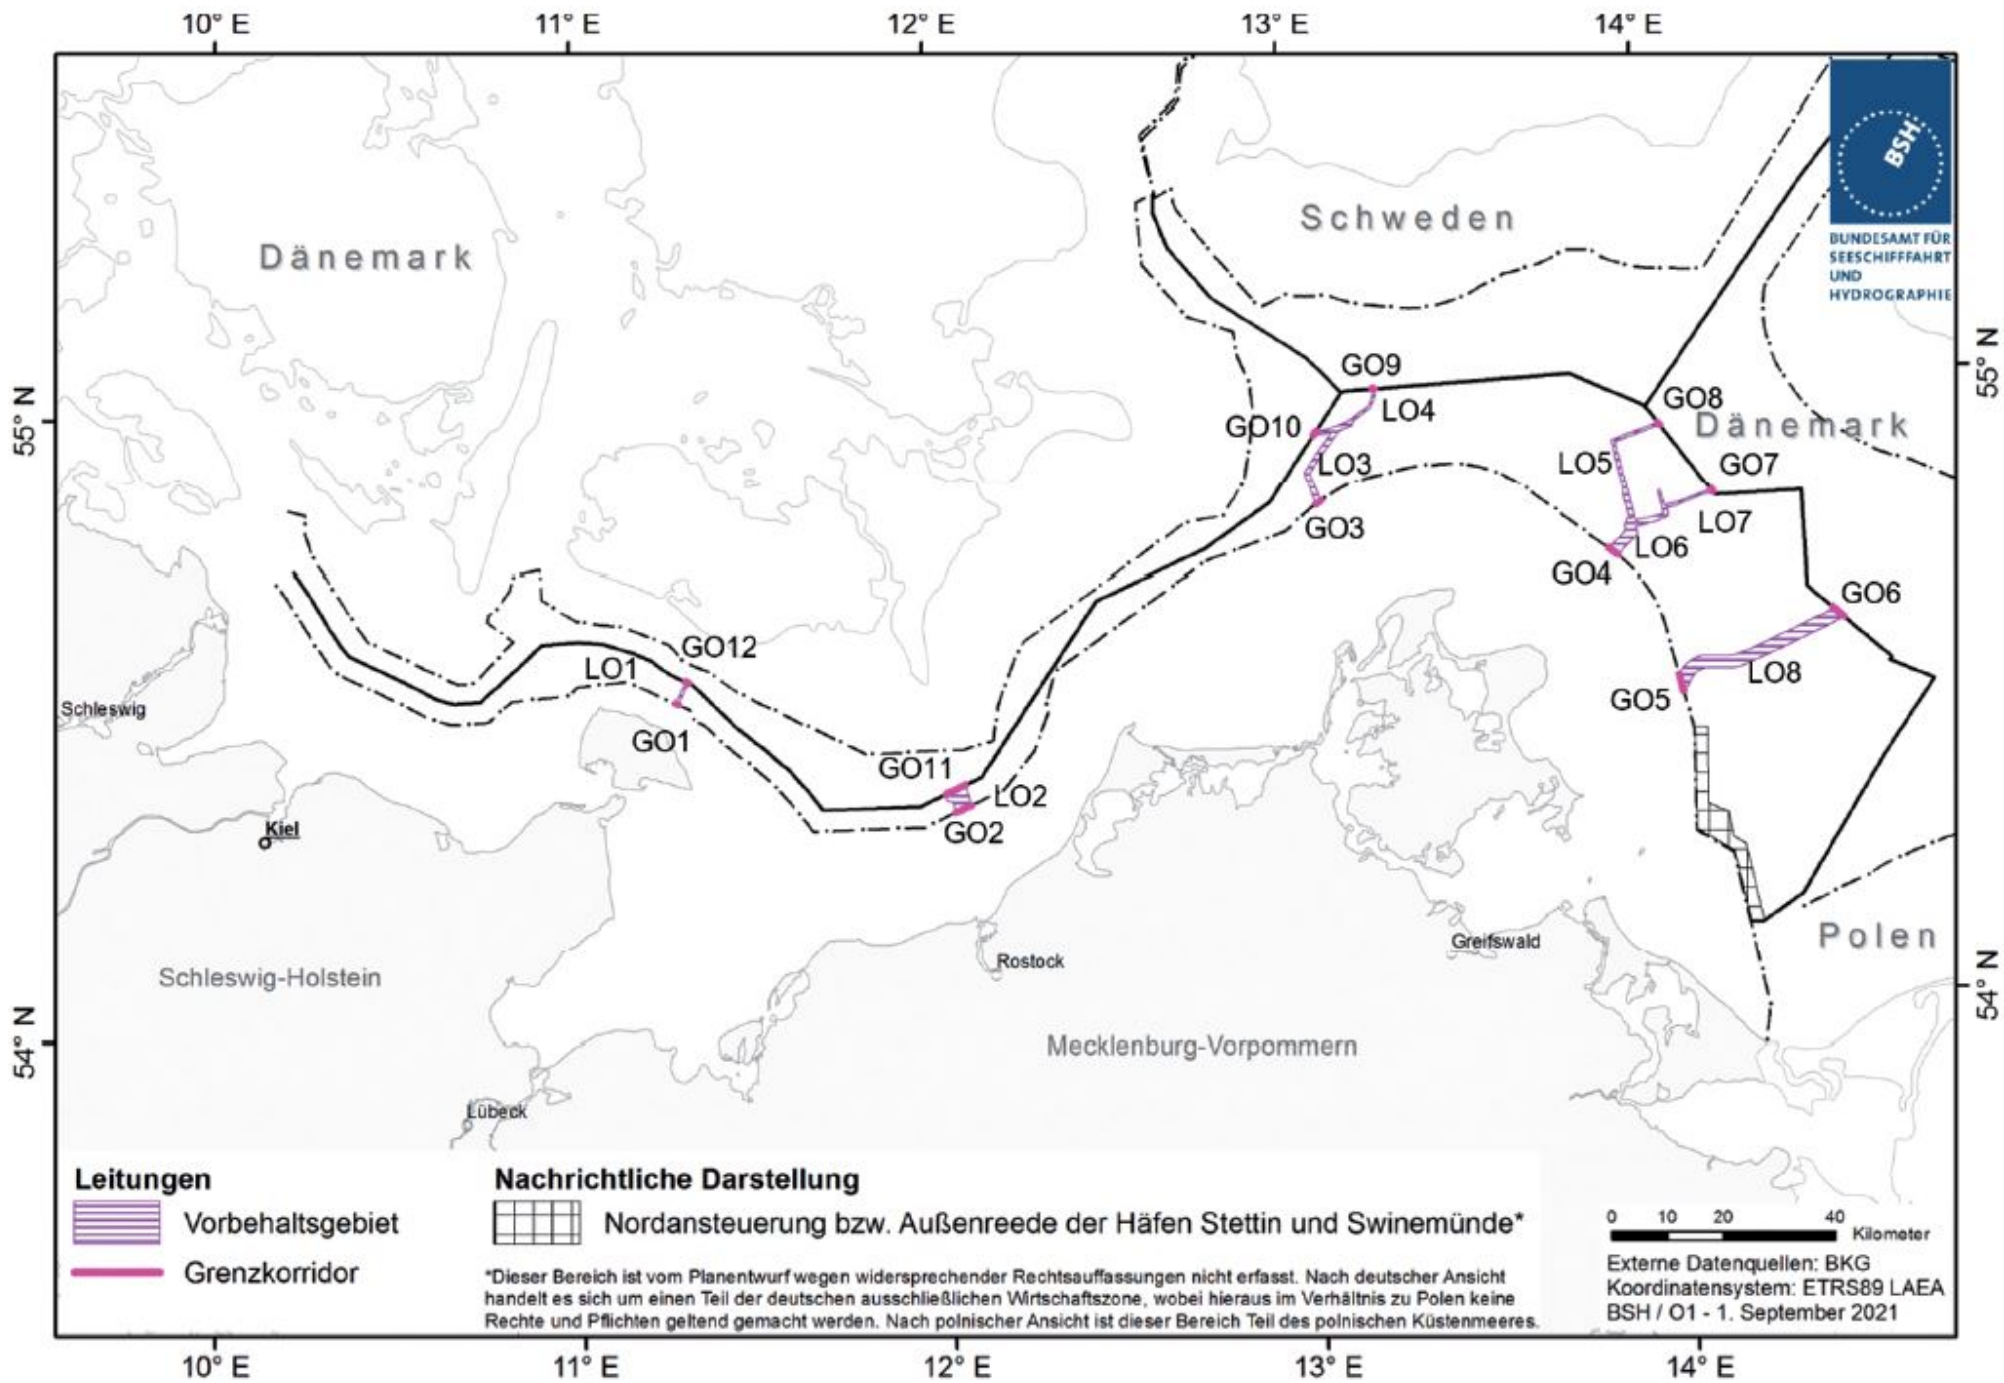 10° E 11° E 12° E 13° E 14° E
BSH
BUNDESAMT FÜR
SEESCHIFFFAHRT
UND
HYDROGRAPHIE
Schweden
Dänemark
55° N
55° N
GO9
LO4
GO8
GO10
Dänemark
LO3
LO5
GO7
GO3
LO7
LO6
GO4
GO6
GO12
LO1
LO8
GO5
Schleswig
GO1
GO11
LO2
GO2
Kiel
Polen
Greifswald
Rostock
54° N
Schleswig-Holstein
54° N
Mecklenburg-Vorpommern
Lübeck
Leitungen
Vorbehaltsgebiet
Grenzkorridor
Nachrichtliche Darstellung
Nordansteuerung bzw. Außenreede der Häfen Stettin und Swinemünde*
*Dieser Bereich ist vom Planentwurf wegen widersprechender Rechtsauffassungen nicht erfasst. Nach deutscher Ansicht
handelt es sich um einen Teil der deutschen ausschließlichen Wirtschaftszone, wobei hieraus im Verhältnis zu Polen keine
Rechte und Pflichten geltend gemacht werden. Nach polnischer Ansicht ist dieser Bereich Teil des polnischen Küstenmeeres.
0 10 20 40
Kilometer
Externe Datenquellen: BKG
Koordinatensystem: ETRS89 LAEA
BSH / O1 - 1. September 2021
10° E 11° E 12° E 13° E 14° E